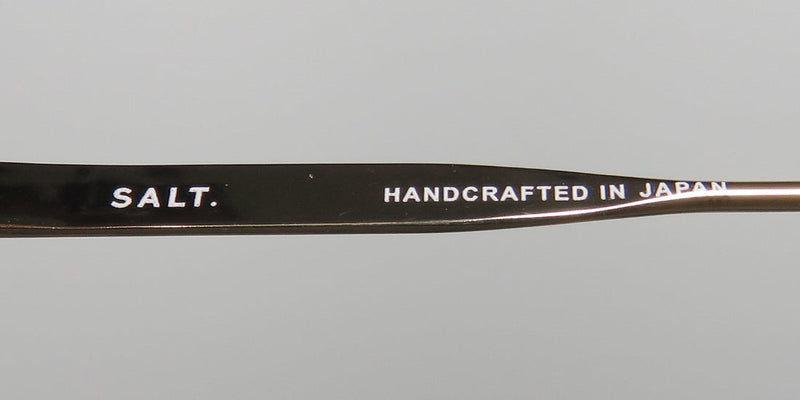 SALT. HANDCRAFTED IN JAPAN